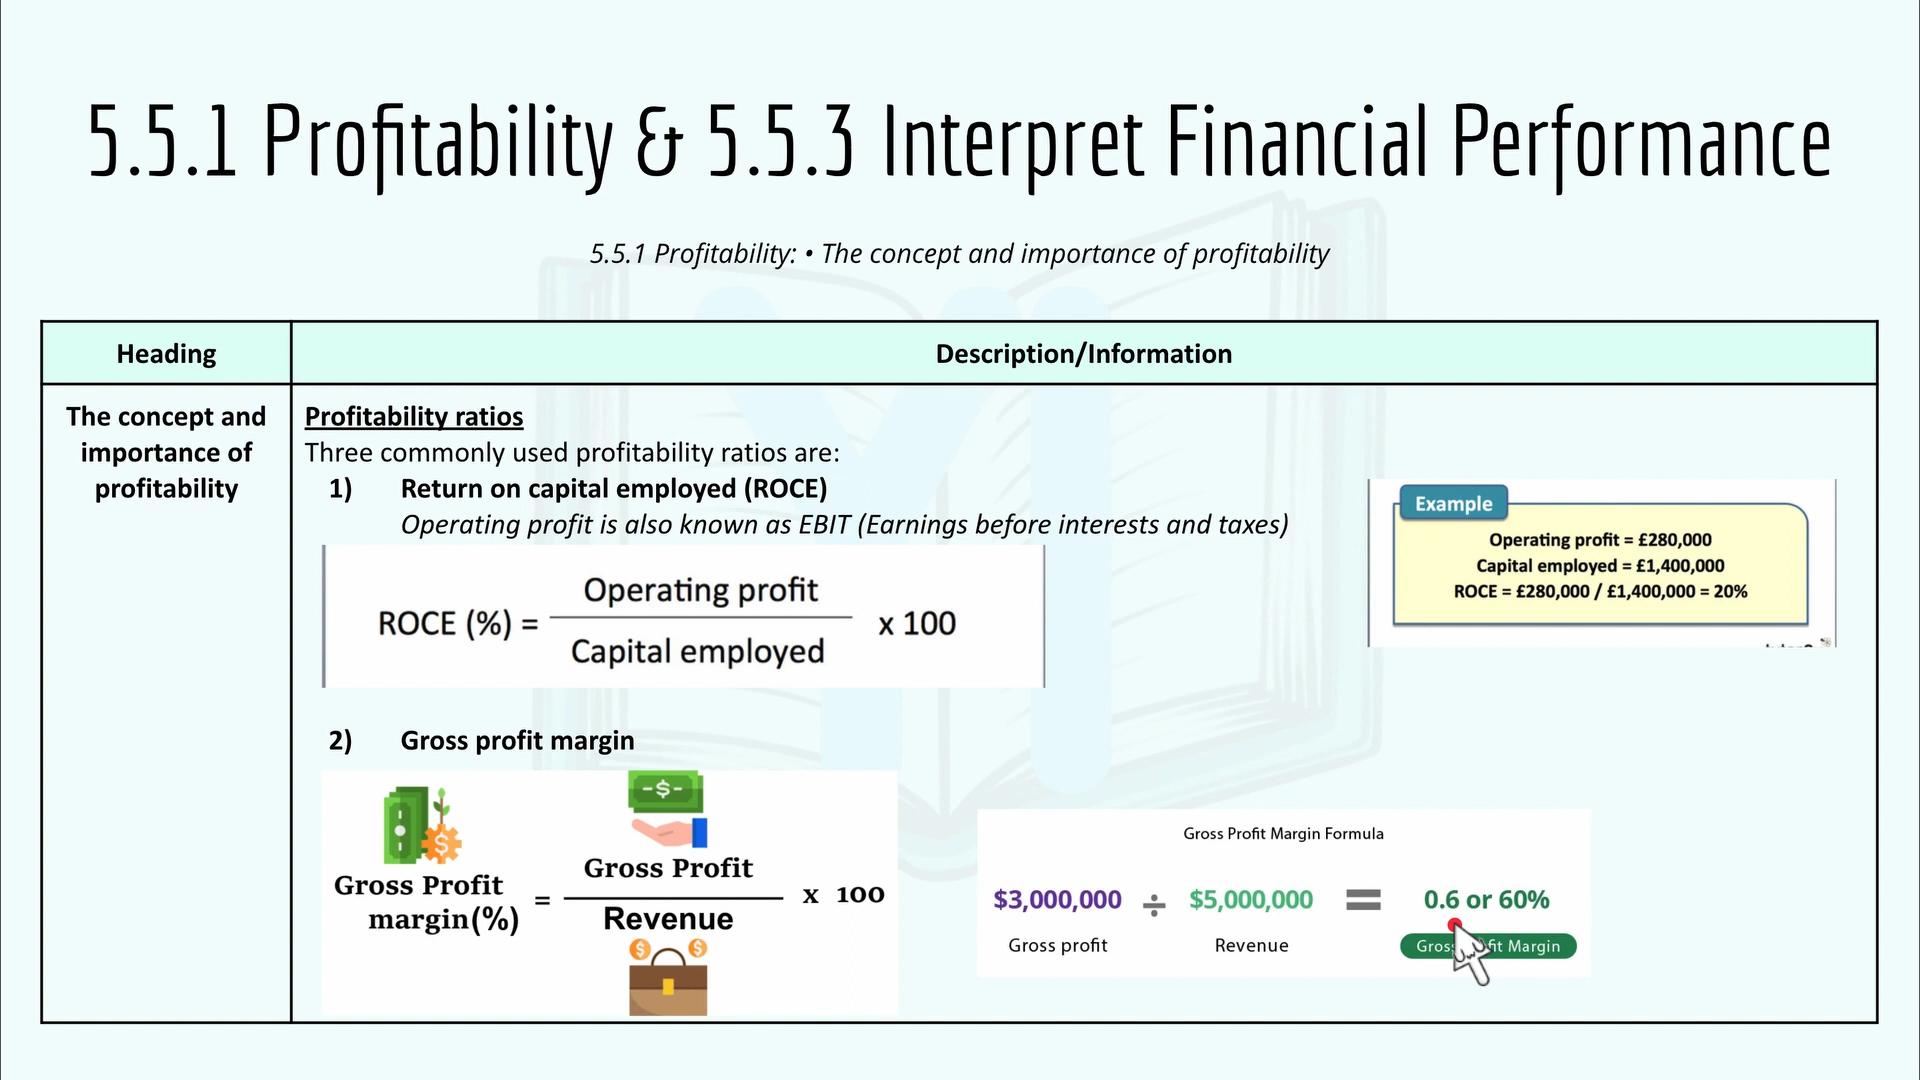 5.5.1 Profitability & 5.5.3 Interpret Financial Performance
5.5.1 Profitability: • The concept and importance of profitability
Heading
Description/Information
The concept and
importance of
profitability
Profitability ratios
Three commonly used profitability ratios are:
1) Return on capital employed (ROCE)
Operating profit is also known as EBIT (Earnings before interests and taxes)
ROCE (%) = Operating profit
Capital employed
x 100
Example
Operating profit = £280,000
Capital employed = £1,400,000
ROCE = £280,000 / £1,400,000 = 20%
2) Gross profit margin
Gross Profit
margin(%)
=
Gross Profit
Revenue
x 100
Gross Profit Margin Formula
$3,000,000 ÷ $5,000,000 = 0.6 or 60%
Gross profit
Revenue
Margin